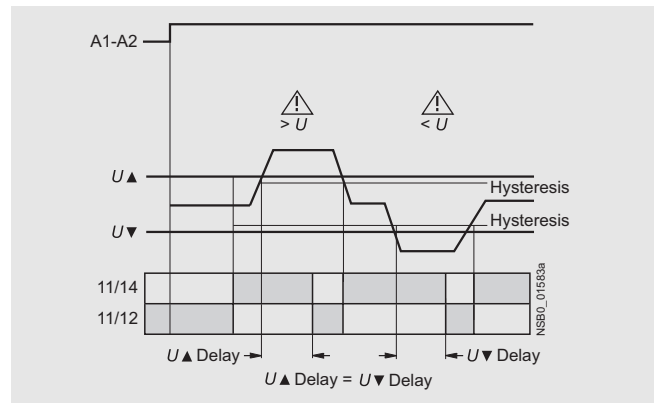 A1-A2
> U
< U
U▲
Hysteresis
Hysteresis
U▼
11/14
11/12
NSB0_01583a
U▲ Delay
U▼ Delay
U▲ Delay = U▼ Delay